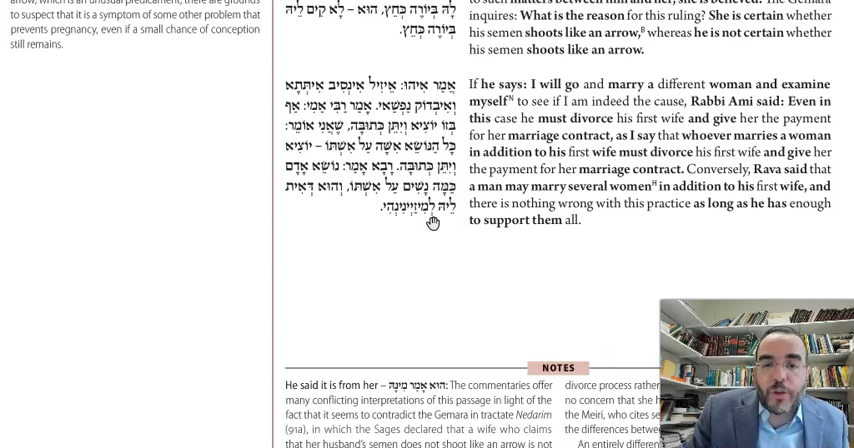 arrow, which is an unusual predicament, there are grounds
to suspect that it is a symptom of some other problem that
prevents pregnancy, even if a small chance of conception
still remains.
לָהּ בְּיוֹרֶה כְּחֵץ, הוּא – לָא קִים לֵיהּ
בְּיוֹרֶה כְּחֵץ.
אֲמַר אִיהוּ: אֵיזִיל אִינְסֵיב אִיתְּתָא
וְאִיבְדוֹק נַפְשַׁאי. אָמַר רַבִּי אַמֵי: אַף
בְּזוֹ יוֹצִיא וְיִתֵּן כְּתוּבָּה, שֶׁאֲנִי אוֹמֵר:
כׇּל הַנּוֹשֵׂא אִשָּׁה עַל אִשְׁתּוֹ – יוֹצִיא
וְיִתֵּן כְּתוּבָּה. רָבָא אָמַר: נוֹשֵׂא אָדָם
כַּמָּה נָשִׁים עַל אִשְׁתּוֹ, וְהוּא דְּאִית
לֵיהּ לְמֵיזַיְינִינְהִי.
to such matters between him and her, she is believed. The Gemara
inquires: What is the reason for this ruling? She is certain whether
his semen shoots like an arrow,B whereas he is not certain whether
his semen shoots like an arrow.
If he says: I will go and marry a different woman and examine
myselfN to see if I am indeed the cause, Rabbi Ami said: Even in
this case he must divorce his first wife and give her the payment
for her marriage contract, as I say that whoever marries a woman
in addition to his first wife must divorce his first wife and give her
the payment for her marriage contract. Conversely, Rava said that
a man may marry several womenH in addition to his first wife, and
there is nothing wrong with this practice as long as he has enough
to support them all.
NOTES
He said it is from her – הוּא אָמַר מִינָּהּ: The commentaries offer
many conflicting interpretations of this passage in light of the
fact that it seems to contradict the Gemara in tractate Nedarim
(91a), in which the Sages declared that a wife who claims
that her husband's semen does not shoot like an arrow is not
divorce process rather
no concern that she
the Meiri, who cites
the differences
An entirely different